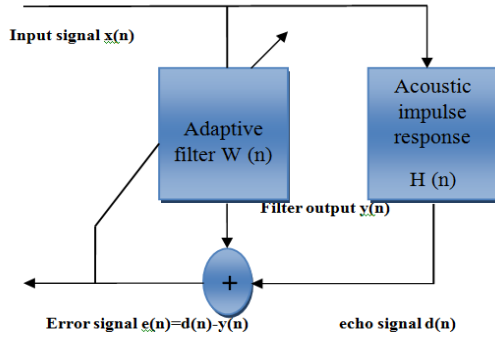 Input signal x(n)
Adaptive
filter W (n)
Acoustic
impulse
response
H (n)
Filter output y(n)
+
Error signal e(n)=d(n)-y(n)
echo signal d(n)